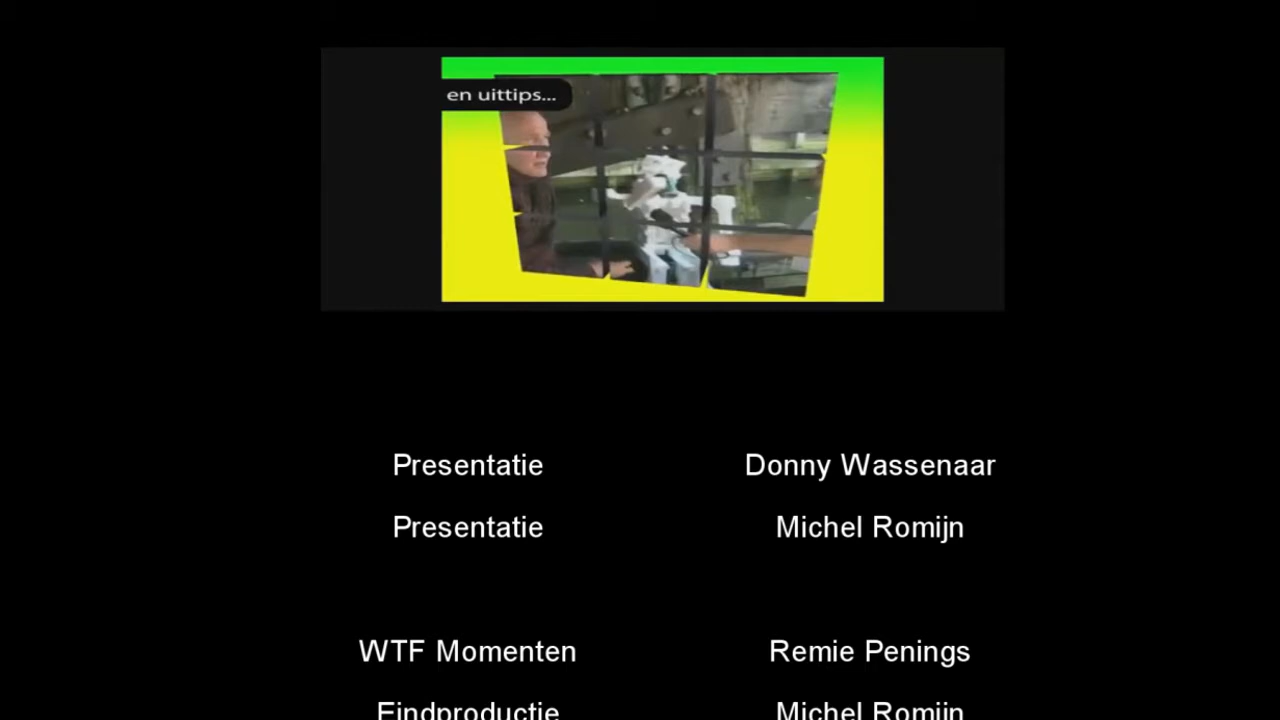 en uittips...
Presentatie Donny Wassenaar
Presentatie Michel Romijn
WTF Momenten Remie Penings
Eindproductie Michel Romijn